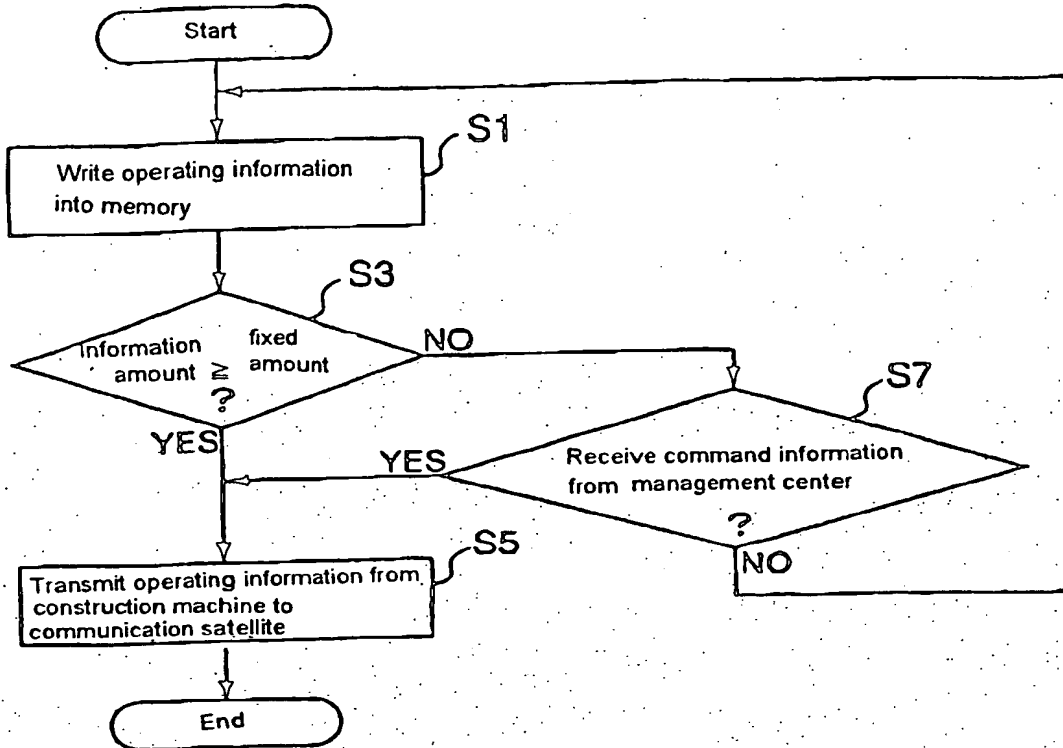 Start
S1
Write operating information
into memory
S3
Information ≧ fixed
amount amount
?
NO
YES
S7
Receive command information
from management center
?
YES
NO
S5
Transmit operating information from
construction machine to
communication satellite
End